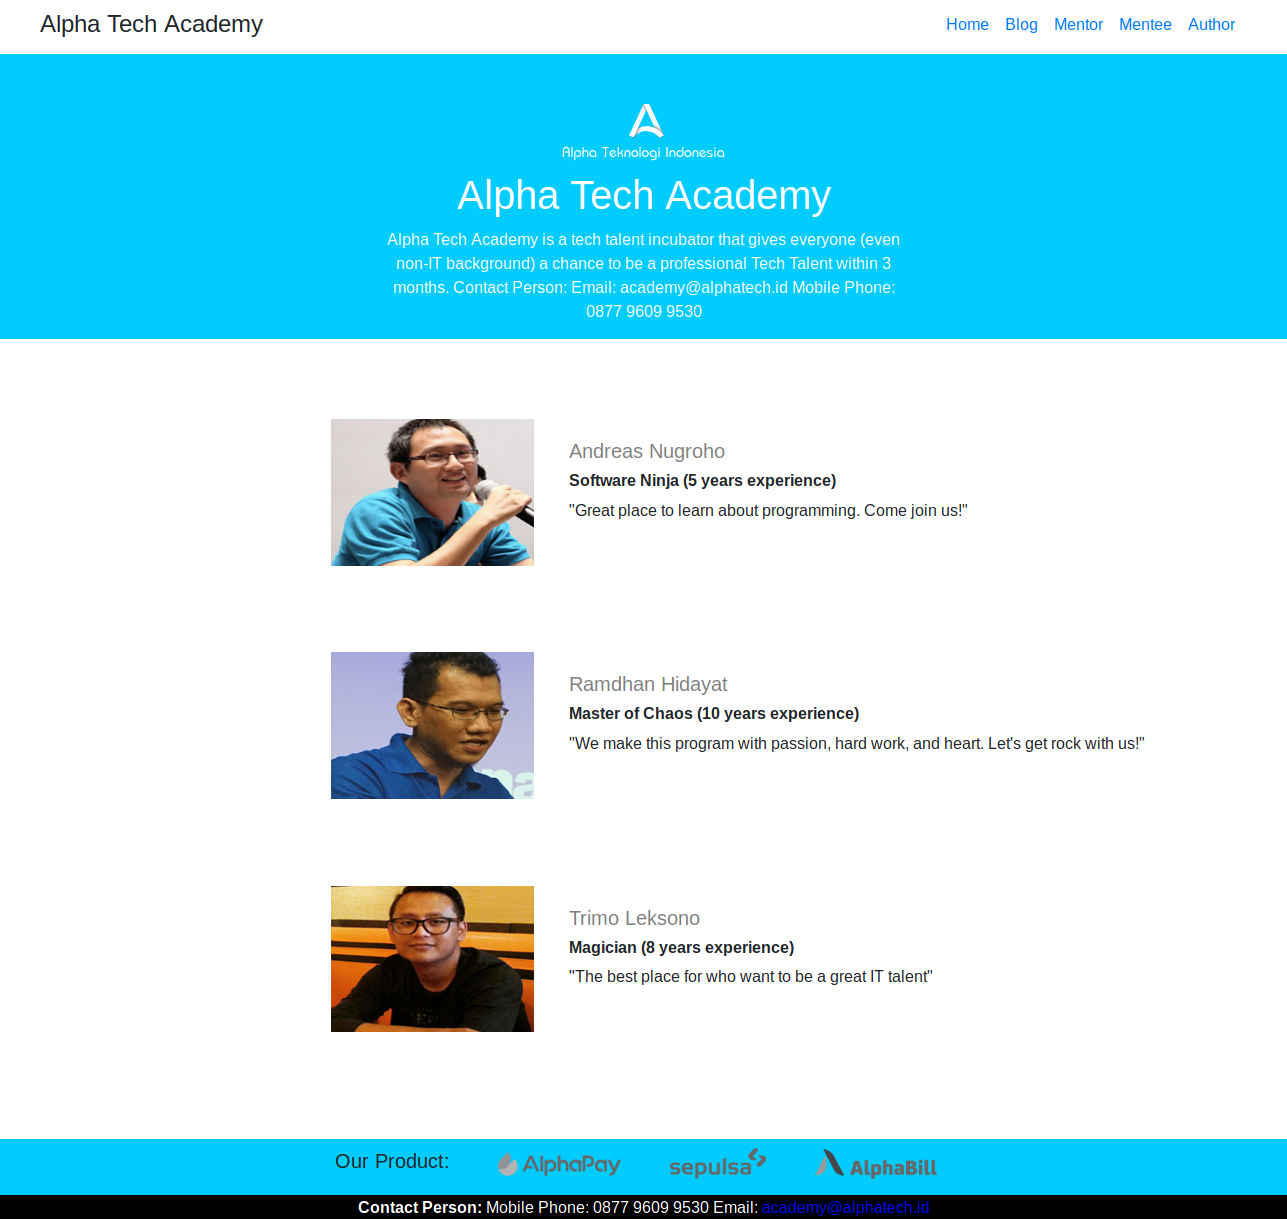 Alpha Tech Academy
Home Blog Mentor Mentee Author
Alpha Teknologi Indonesia
Alpha Tech Academy
Alpha Tech Academy is a tech talent incubator that gives everyone (even
non-IT background) a chance to be a professional Tech Talent within 3
months. Contact Person: Email: academy@alphatech.id Mobile Phone:
0877 9609 9530
Andreas Nugroho
Software Ninja (5 years experience)
"Great place to learn about programming. Come join us!"
Ramdhan Hidayat
Master of Chaos (10 years experience)
"We make this program with passion, hard work, and heart. Let's get rock with us!"
Trimo Leksono
Magician (8 years experience)
"The best place for who want to be a great IT talent"
Our Product: AlphaPay sepulsa AlphaBill
Contact Person: Mobile Phone: 0877 9609 9530 Email: academy@alphatech.id